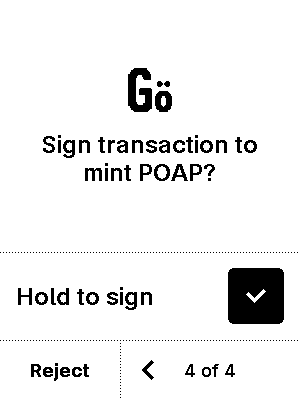 Gö
Sign transaction to
mint POAP?
Hold to sign
Reject
4 of 4